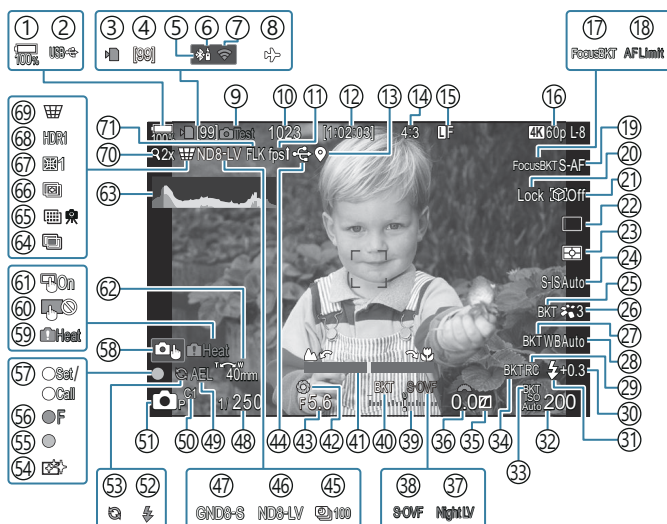 1 2 3 4 5 6 7 8 17 18
100% USB [99] FocusBKT AFLimit
71 9 10 11 12 13 14 15 16
69
68 HDR1
67 1
66
65
64
100% [99] Test 1023 [1:02:03] 4:3 LF 4K 60p L-8
70 2x ND8-LV FLK fps FocusBKT S-AF 19
63 Lock Off 20
21
22
23
S-IS Auto 24
25
BKT 3 26
27
BKT WBAuto 28
29
BKT RC +0.3 30
31
61 On
60
59 Heat
62
58 Heat
57 Set/
Call
56 F
55
54
AEL T W 40mm
51 P C1 50 49 1/250 48 44 F5.6 43 42 41 BKT 40 S-OVF 39 0.0 36 35 34 BKT ISO Auto 200 33 32
53 52 47 46 45 38 37
GND8-S ND8-LV 100 S-OVF Night LV